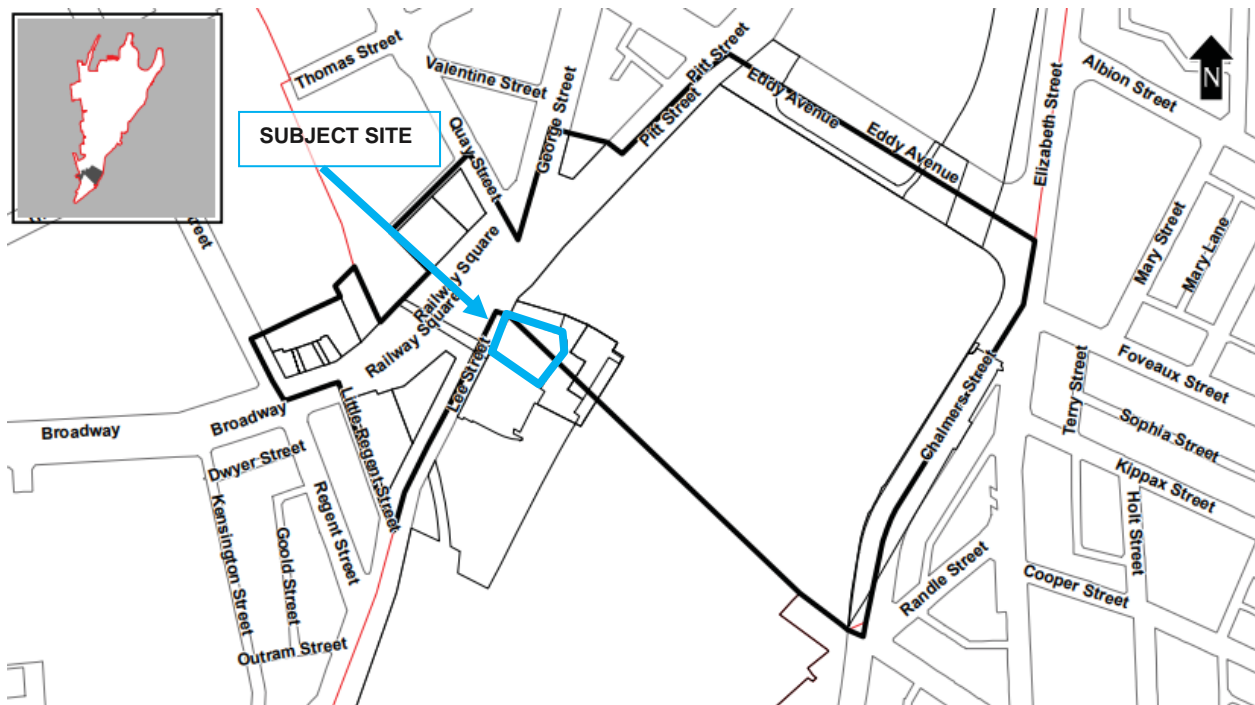 Thomas Street
Valentine Street
Pitt Street
Pitt Street
Eddy Avenue
Eddy Avenue
Albion Street
N
SUBJECT SITE
Quay Street
George Street
Elizabeth Street
Mary Street
Mary Lane
Railway Square
Railway Square
Railway Square
Lee Street
Foveaux Street
Terry Street
Sophia Street
Chalmers Street
Kippax Street
Holt Street
Broadway
Broadway
Little Regent Street
Dwyer Street
Regent Street
Kensington Street
Goold Street
Outram Street
Randle Street
Cooper Street